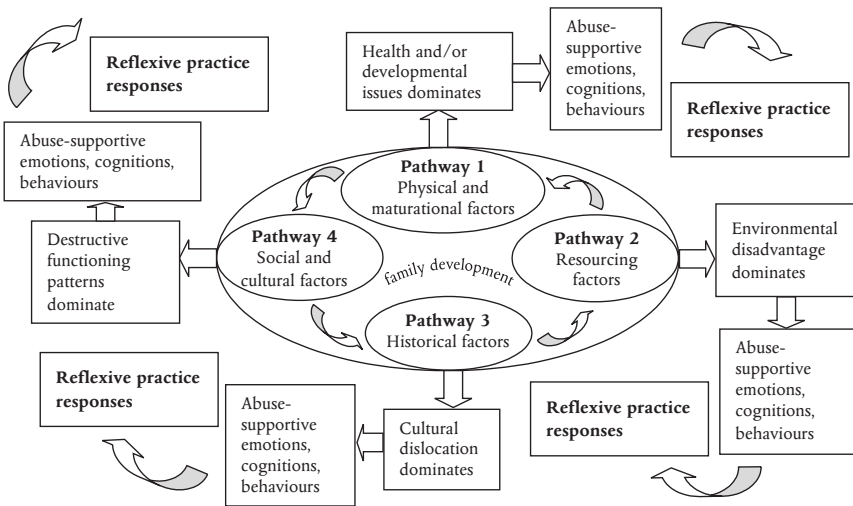 Reflexive practice
responses
Health and/or
developmental
issues dominates
Abuse-
supportive
emotions,
cognitions,
behaviours
Reflexive practice
responses
Abuse-supportive
emotions, cognitions,
behaviours
Pathway 1
Physical and
maturational factors
Destructive
functioning
patterns
dominate
Pathway 4
Social and
cultural factors
family development
Pathway 2
Resourcing
factors
Environmental
disadvantage
dominates
Pathway 3
Historical factors
Reflexive practice
responses
Abuse-
supportive
emotions,
cognitions,
behaviours
Cultural
dislocation
dominates
Reflexive practice
responses
Abuse-
supportive
emotions,
cognitions,
behaviours